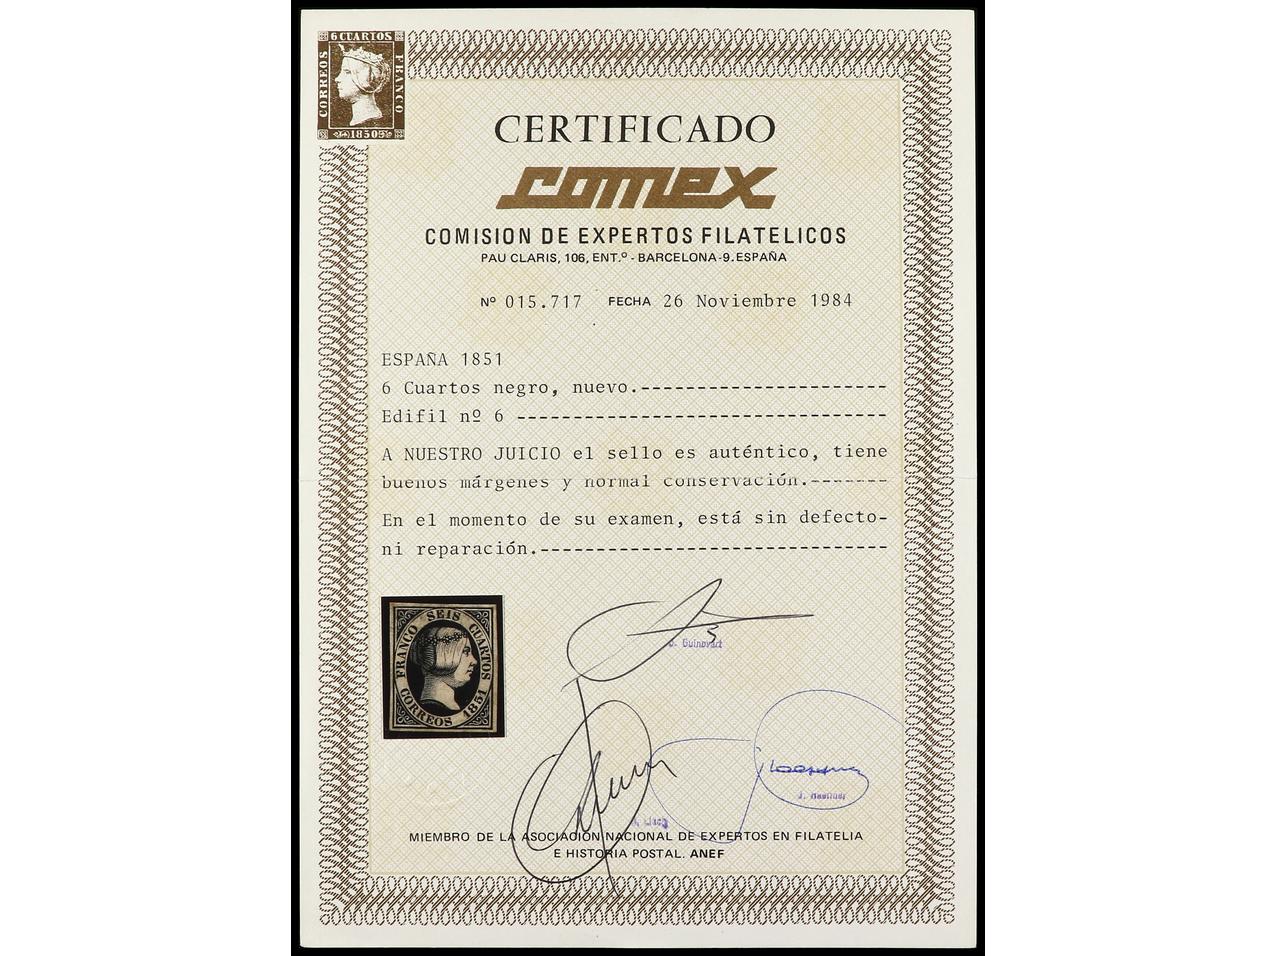 6 CUARTOS
CORREOS
FRANCO
1850
CERTIFICADO
comex
COMISION DE EXPERTOS FILATELICOS
PAU CLARIS, 106, ENT.º - BARCELONA-9. ESPAÑA
Nº 015.717 FECHA 26 Noviembre 1984
ESPAÑA 1851
6 Cuartos negro, nuevo.----------------------
Edifil nº 6 ---------------------------------
A NUESTRO JUICIO el sello es auténtico, tiene
buenos márgenes y normal conservación.-------
En el momento de su examen, está sin defecto-
ni reparación.-------------------------------
FRANCO SEIS CUARTOS
CORREOS 1851
Guinovart
MIEMBRO DE LA ASOCIACIÓN NACIONAL DE EXPERTOS EN FILATELIA
E HISTORIA POSTAL. ANEF